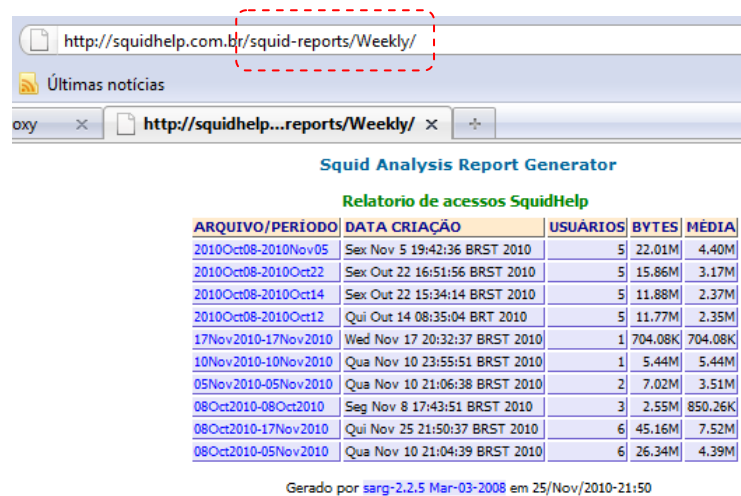 http://squidhelp.com.br/squid-reports/Weekly/
Últimas notícias
oxy × http://squidhelp...reports/Weekly/ × +
Squid Analysis Report Generator
Relatorio de acessos SquidHelp
ARQUIVO/PERÍODO DATA CRIAÇÃO USUÁRIOS BYTES MÉDIA
2010Oct08-2010Nov05 Sex Nov 5 19:42:36 BRST 2010 5 22.01M 4.40M
2010Oct08-2010Oct22 Sex Out 22 16:51:56 BRST 2010 5 15.86M 3.17M
2010Oct08-2010Oct14 Sex Out 22 15:34:14 BRST 2010 5 11.88M 2.37M
2010Oct08-2010Oct12 Qui Out 14 08:35:04 BRT 2010 5 11.77M 2.35M
17Nov2010-17Nov2010 Wed Nov 17 20:32:37 BRST 2010 1 704.08K 704.08K
10Nov2010-10Nov2010 Qua Nov 10 23:55:51 BRST 2010 1 5.44M 5.44M
05Nov2010-05Nov2010 Qua Nov 10 21:06:38 BRST 2010 2 7.02M 3.51M
08Oct2010-08Oct2010 Seg Nov 8 17:43:51 BRST 2010 3 2.55M 850.26K
08Oct2010-17Nov2010 Qui Nov 25 21:50:37 BRST 2010 6 45.16M 7.52M
08Oct2010-05Nov2010 Qua Nov 10 21:04:39 BRST 2010 6 26.34M 4.39M
Gerado por sarg-2.2.5 Mar-03-2008 em 25/Nov/2010-21:50